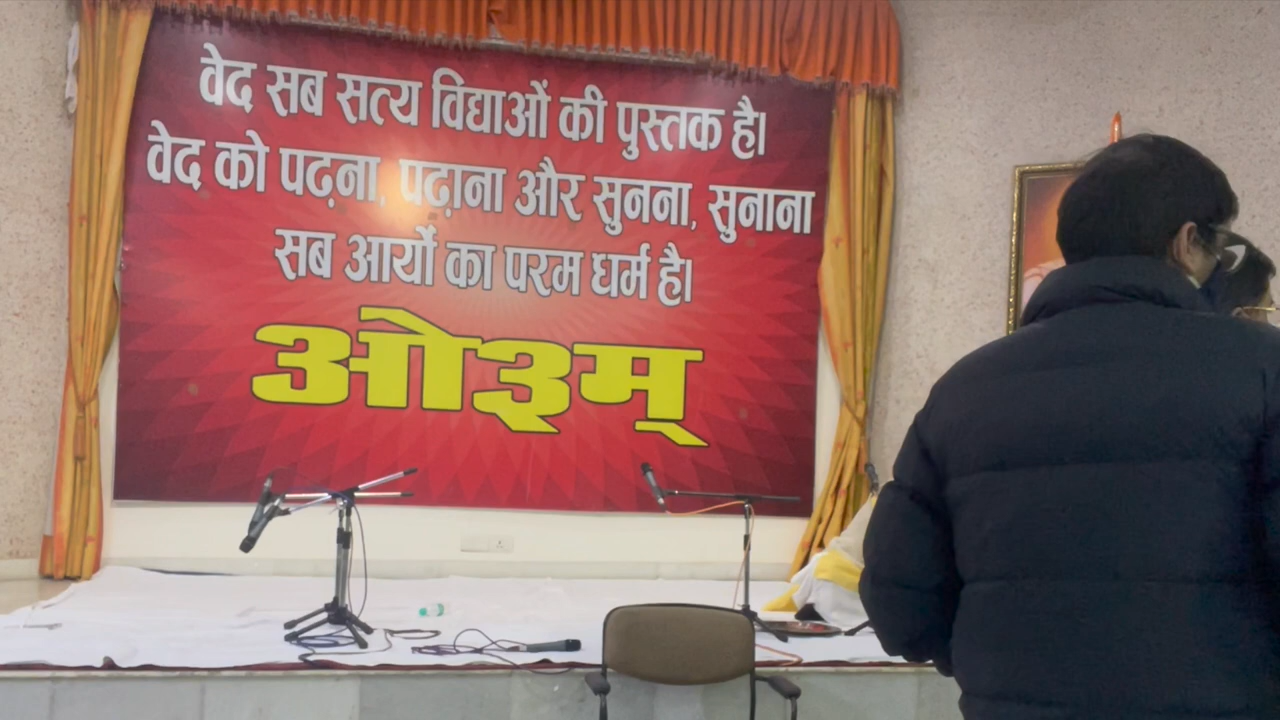 वेद सब सत्य विद्याओं की पुस्तक है।
वेद को पढ़ना, पढ़ाना और सुनना, सुनाना
सब आर्यों का परम धर्म है।
ओ३म्